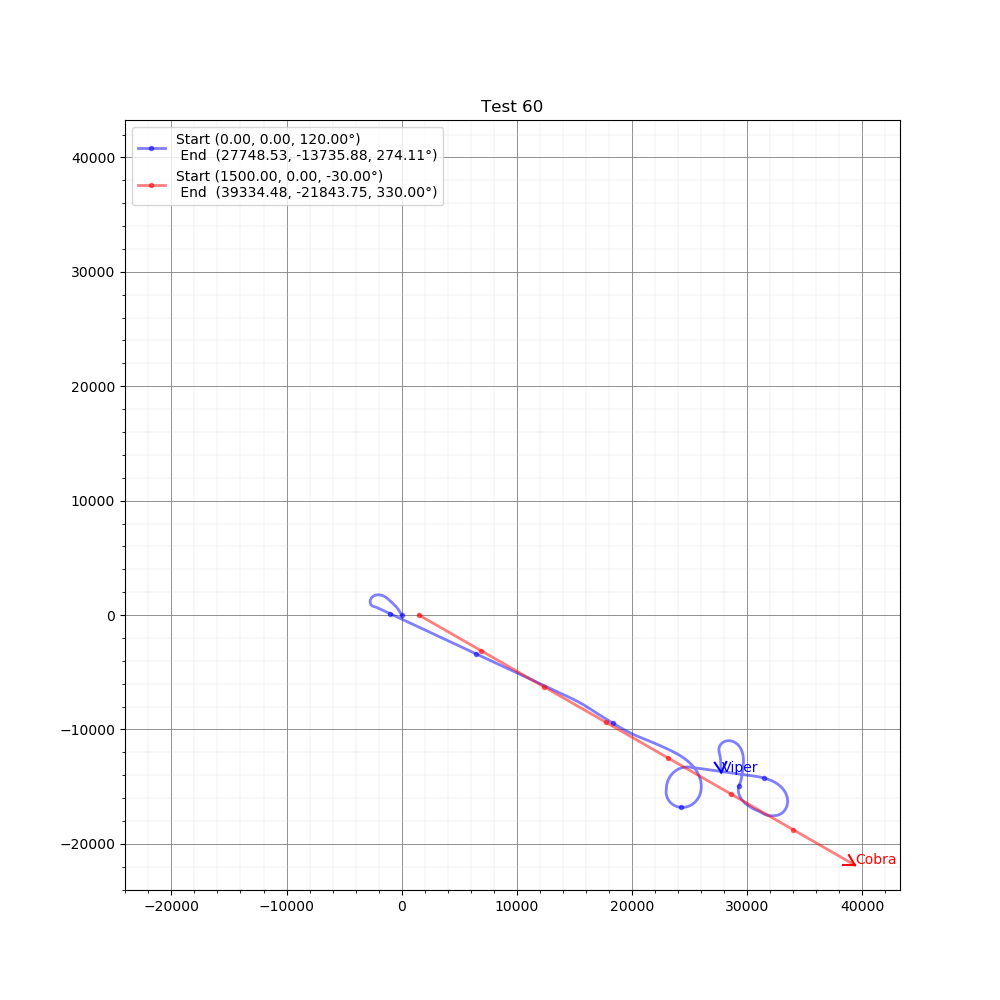 Test 60
Start (0.00, 0.00, 120.00°)
End  (27748.53, -13735.88, 274.11°)
Start (1500.00, 0.00, -30.00°)
End  (39334.48, -21843.75, 330.00°)
40000
30000
20000
10000
0
−10000
−20000
Wiper
Cobra
−20000 −10000 0 10000 20000 30000 40000